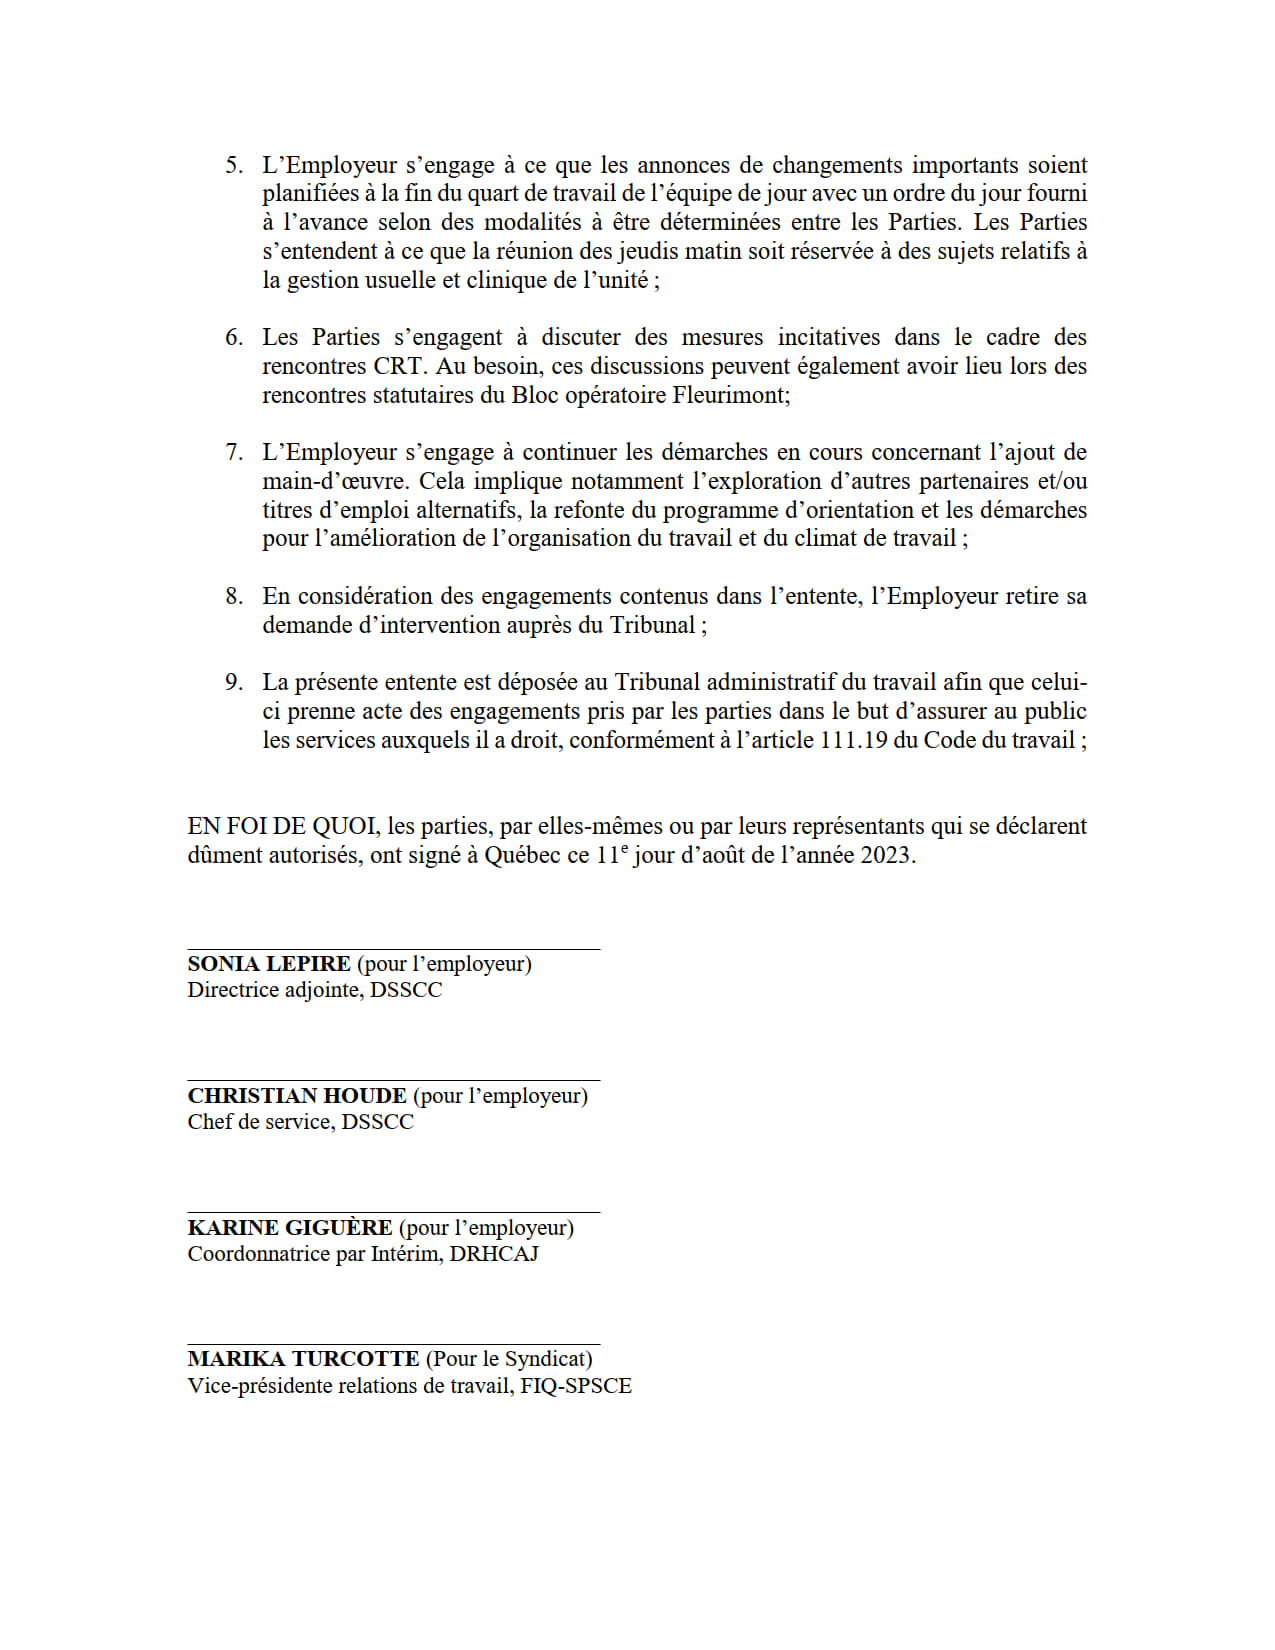 5. L’Employeur s’engage à ce que les annonces de changements importants soient
planifiées à la fin du quart de travail de l’équipe de jour avec un ordre du jour fourni
à l’avance selon des modalités à être déterminées entre les Parties. Les Parties
s’entendent à ce que la réunion des jeudis matin soit réservée à des sujets relatifs à
la gestion usuelle et clinique de l’unité ;
6. Les Parties s’engagent à discuter des mesures incitatives dans le cadre des
rencontres CRT. Au besoin, ces discussions peuvent également avoir lieu lors des
rencontres statutaires du Bloc opératoire Fleurimont;
7. L’Employeur s’engage à continuer les démarches en cours concernant l’ajout de
main-d’œuvre. Cela implique notamment l’exploration d’autres partenaires et/ou
titres d’emploi alternatifs, la refonte du programme d’orientation et les démarches
pour l’amélioration de l’organisation du travail et du climat de travail ;
8. En considération des engagements contenus dans l’entente, l’Employeur retire sa
demande d’intervention auprès du Tribunal ;
9. La présente entente est déposée au Tribunal administratif du travail afin que celui-
ci prenne acte des engagements pris par les parties dans le but d’assurer au public
les services auxquels il a droit, conformément à l’article 111.19 du Code du travail ;
EN FOI DE QUOI, les parties, par elles-mêmes ou par leurs représentants qui se déclarent
dûment autorisés, ont signé à Québec ce 11e jour d’août de l’année 2023.
SONIA LEPIRE (pour l’employeur)
Directrice adjointe, DSSCC
CHRISTIAN HOUDE (pour l’employeur)
Chef de service, DSSCC
KARINE GIGUÈRE (pour l’employeur)
Coordonnatrice par Intérim, DRHCAJ
MARIKA TURCOTTE (Pour le Syndicat)
Vice-présidente relations de travail, FIQ-SPSCE